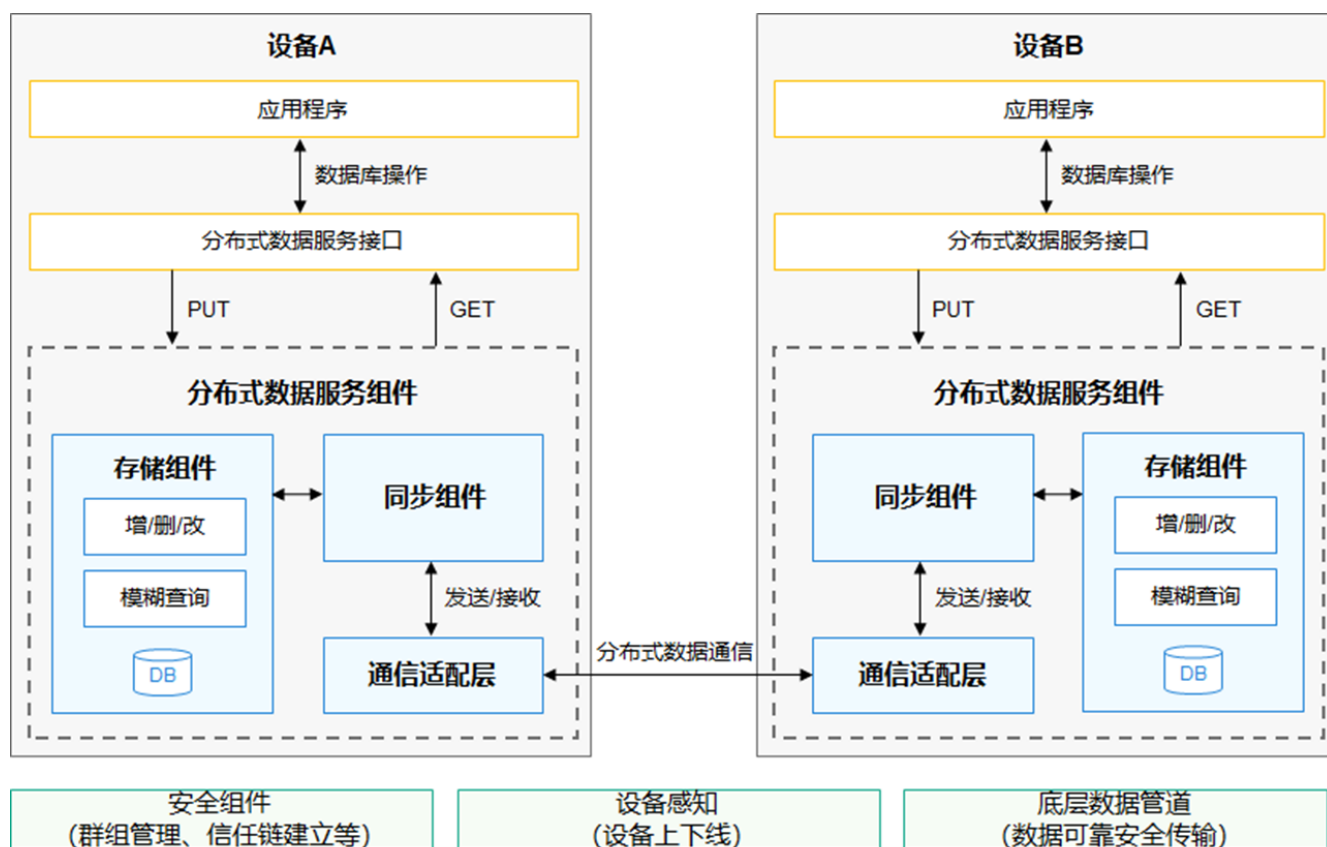 设备A
应用程序
数据库操作
分布式数据服务接口
PUT
GET
分布式数据服务组件
存储组件
增/删/改
模糊查询
DB
同步组件
发送/接收
通信适配层
分布式数据通信
设备B
应用程序
数据库操作
分布式数据服务接口
PUT
GET
分布式数据服务组件
同步组件
发送/接收
通信适配层
存储组件
增/删/改
模糊查询
DB
安全组件
（群组管理、信任链建立等）
设备感知
（设备上下线）
底层数据管道
（数据可靠安全传输）